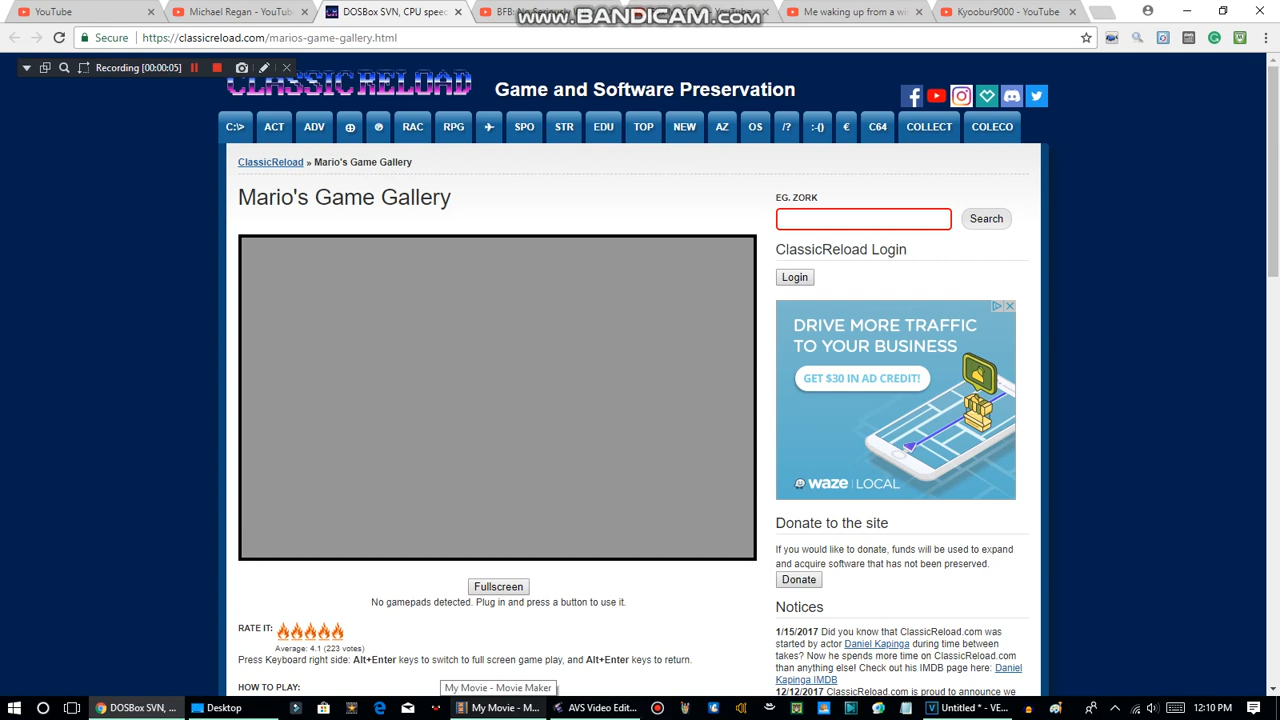 YouTube
Michael Regan - YouTube
DOSBox SVN, CPU speed
BFB:
www.BANDICAM.com
Me waking up from a wi
Kyoobur9000 - YouTube
Secure
https://classicreload.com/marios-game-gallery.html
Recording [00:00:05]
CLASSIC RELOAD
Game and Software Preservation
C:\> ACT ADV RAC RPG SPO STR EDU TOP NEW AZ OS /? :-() € C64 COLLECT COLECO
ClassicReload » Mario's Game Gallery
Mario's Game Gallery
EG. ZORK
Search
ClassicReload Login
Login
DRIVE MORE TRAFFIC
TO YOUR BUSINESS
GET $30 IN AD CREDIT!
waze LOCAL
Donate to the site
If you would like to donate, funds will be used to expand
and acquire software that has not been preserved.
Donate
Notices
1/15/2017 Did you know that ClassicReload.com was
started by actor Daniel Kapinga during time between
takes? Now he spends more time on ClassicReload.com
than anything else! Check out his IMDB page here: Daniel
Kapinga IMDB
12/12/2017 ClassicReload.com is proud to announce we
Fullscreen
No gamepads detected. Plug in and press a button to use it.
RATE IT:
Average: 4.1 (223 votes)
Press Keyboard right side: Alt+Enter keys to switch to full screen game play, and Alt+Enter keys to return.
HOW TO PLAY:
My Movie - Movie Maker
DOSBox SVN, ...
Desktop
My Movie - M...
AVS Video Edit...
Untitled * - VE...
12:10 PM